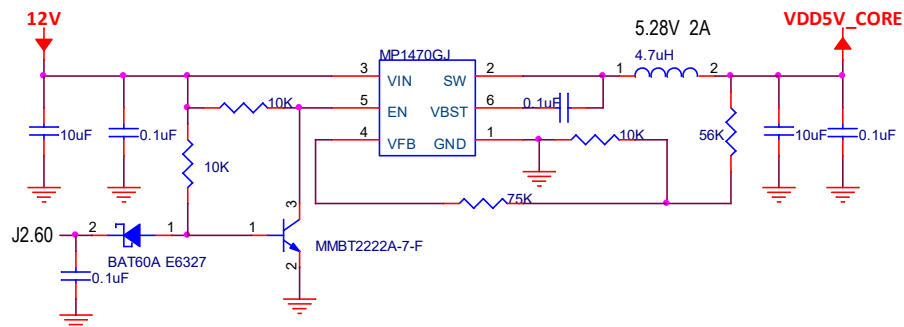 12V
VDD5V_CORE
5.28V 2A
MP1470GJ
4.7uH
3
VIN
SW
2
1
2
10K
5
EN
VBST
6
0.1uF
10uF
0.1uF
4
VFB
GND
1
10K
56K
10uF
0.1uF
10K
75K
3
J2.60
2
1
1
MMBT2222A-7-F
BAT60A E6327
2
0.1uF